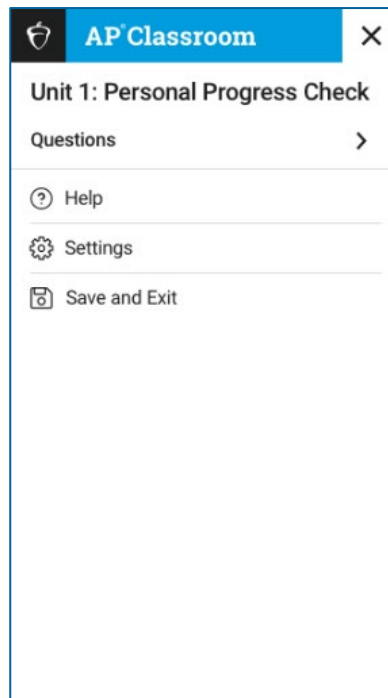 AP® Classroom
Unit 1: Personal Progress Check
Questions
Help
Settings
Save and Exit